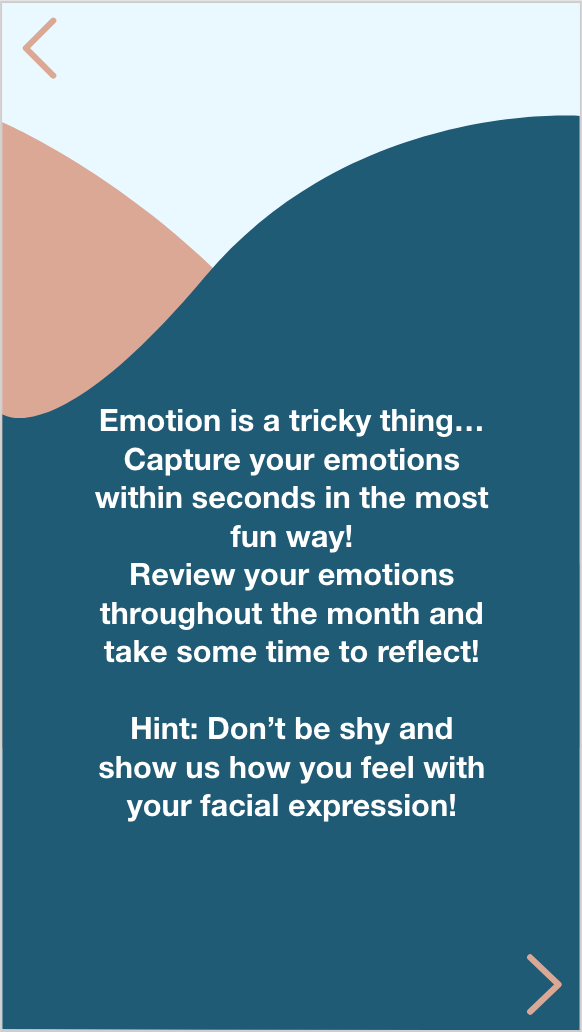 Emotion is a tricky thing…
Capture your emotions
within seconds in the most
fun way!
Review your emotions
throughout the month and
take some time to reflect!
Hint: Don’t be shy and
show us how you feel with
your facial expression!